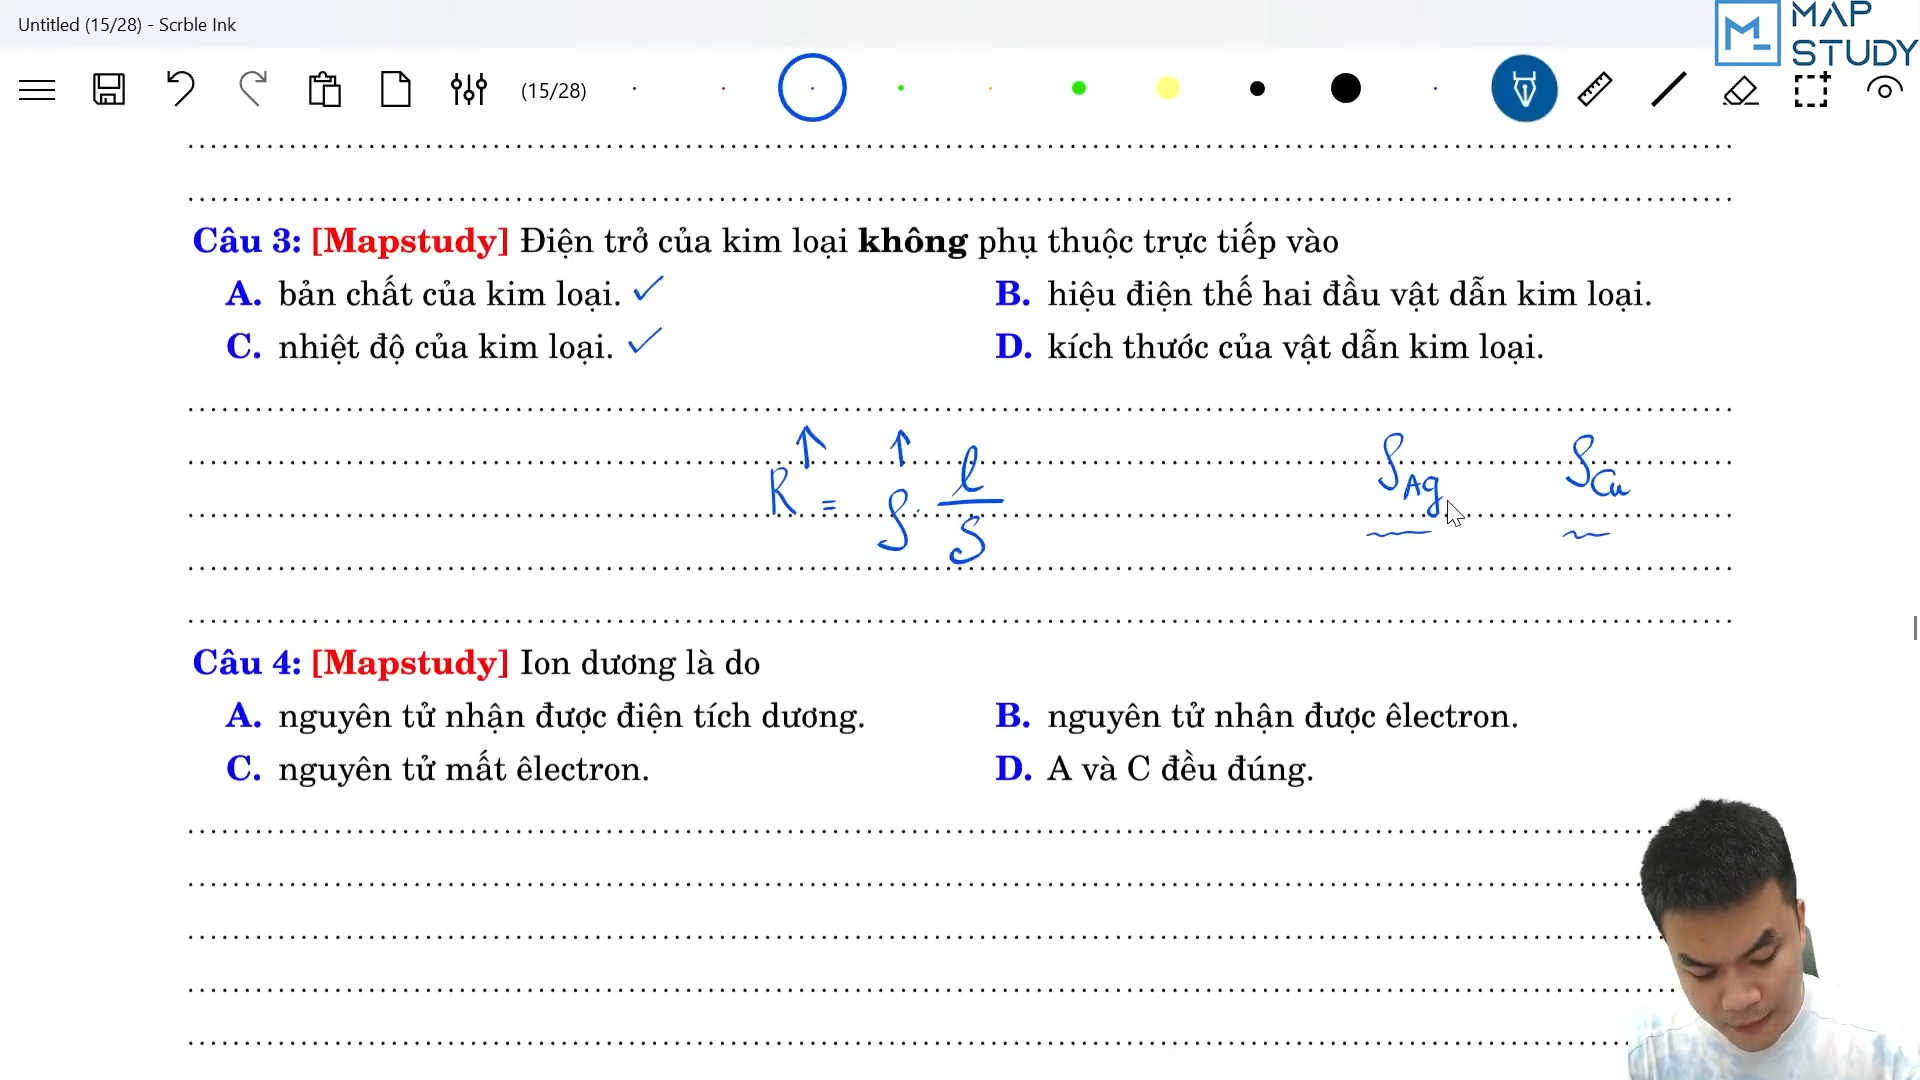 Untitled (15/28) - Scrble Ink
MAP STUDY
(15/28)
Câu 3: [Mapstudy] Điện trở của kim loại không phụ thuộc trực tiếp vào
A. bản chất của kim loại. ✓
B. hiệu điện thế hai đầu vật dẫn kim loại.
C. nhiệt độ của kim loại. ✓
D. kích thước của vật dẫn kim loại.
R↑ = ρ↑ . l/S
ρAg ρCu
Câu 4: [Mapstudy] Ion dương là do
A. nguyên tử nhận được điện tích dương.
B. nguyên tử nhận được êlectron.
C. nguyên tử mất êlectron.
D. A và C đều đúng.